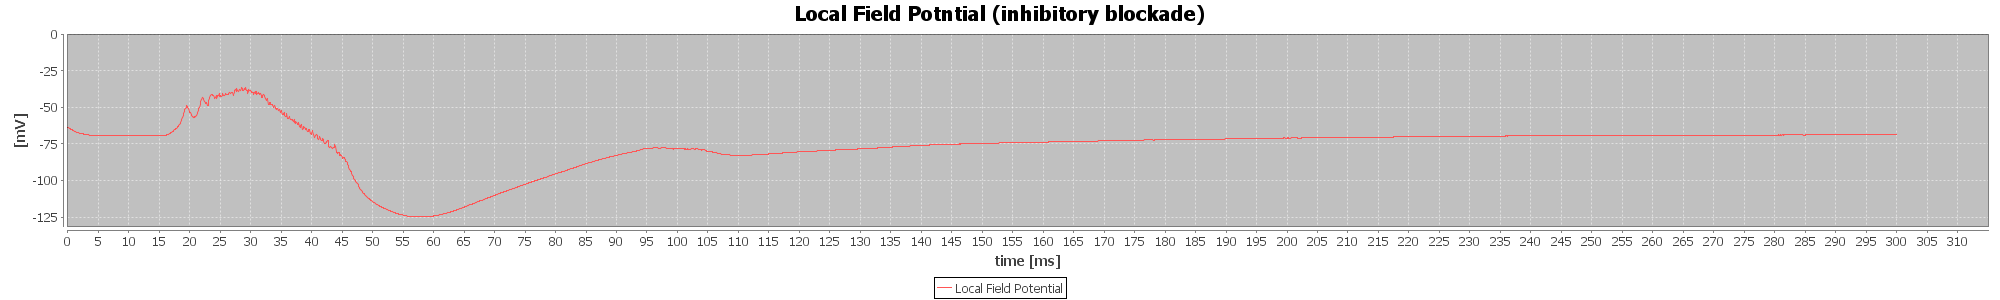 Local Field Potntial (inhibitory blockade)
0
-25
-50
-75
-100
-125
[mV]
0 5 10 15 20 25 30 35 40 45 50 55 60 65 70 75 80 85 90 95 100 105 110 115 120 125 130 135 140 145 150 155 160 165 170 175 180 185 190 195 200 205 210 215 220 225 230 235 240 245 250 255 260 265 270 275 280 285 290 295 300 305 310
time [ms]
Local Field Potential